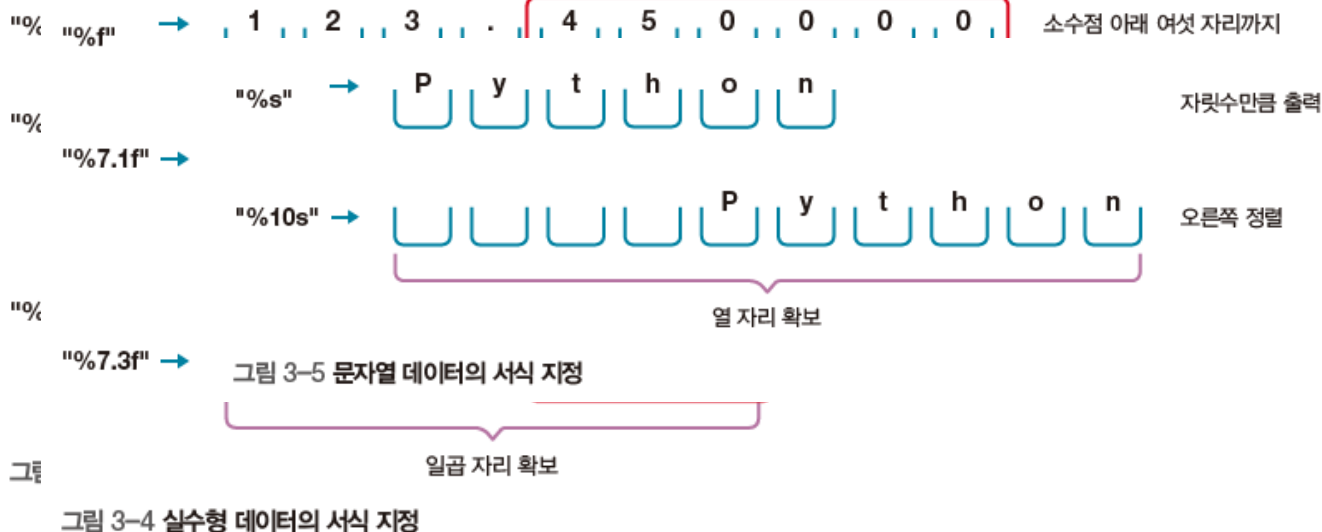 "%
"%f" → 1 2 3 . 4 5 0 0 0 0 소수점 아래 여섯 자리까지
"%s" → P y t h o n 자릿수만큼 출력
"%
"%7.1f" →
"%10s" → P y t h o n 오른쪽 정렬
열 자리 확보
"%
"%7.3f" →
그림 3-5 문자열 데이터의 서식 지정
일곱 자리 확보
그림 3-4 실수형 데이터의 서식 지정